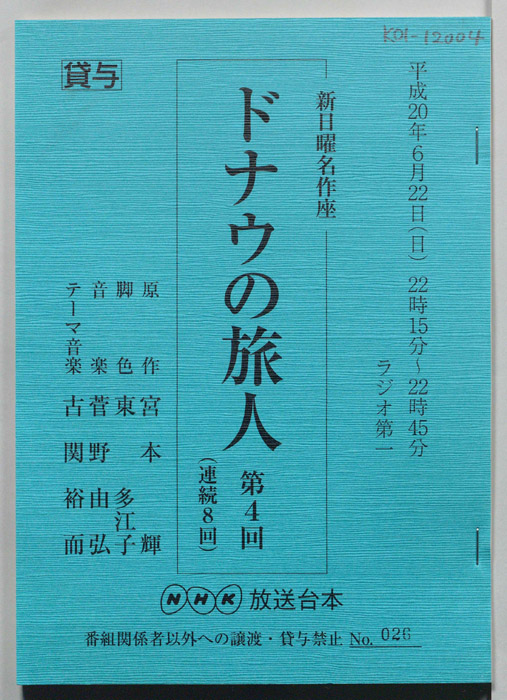 KO1-12004
平成20年6月22日(日) 22時15分～22時45分
ラジオ第一
貸与
新日曜名作座
ドナウの旅人 第4回
(連続8回)
原作 宮本 輝
脚色 東 多江子
音楽 菅野 由弘
テーマ音楽 古関 裕而
NHK 放送台本
番組関係者以外への譲渡・貸与禁止 No. 026